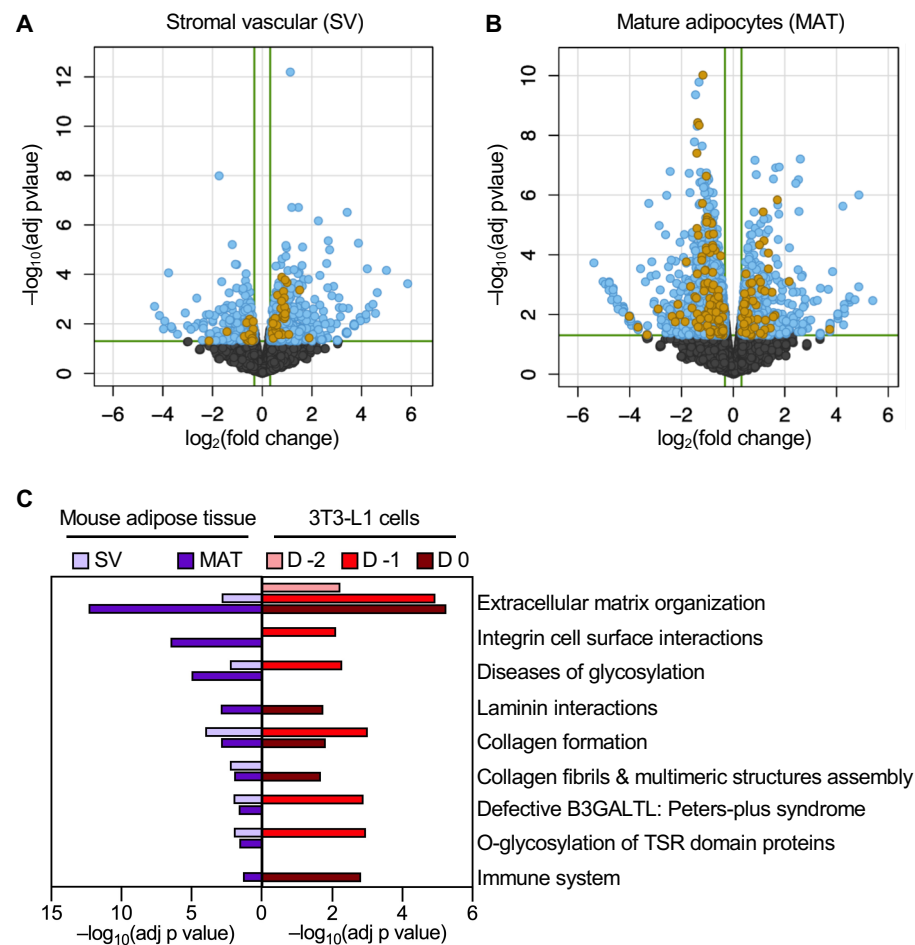 A
Stromal vascular (SV)
12
10
8
6
4
2
0
−log10(adj pvlaue)
−6 −4 −2 0 2 4 6
log2(fold change)
B
Mature adipocytes (MAT)
10
8
6
4
2
0
−log10(adj pvlaue)
−6 −4 −2 0 2 4 6
log2(fold change)
C
Mouse adipose tissue
3T3-L1 cells
SV MAT D -2 D -1 D 0
Extracellular matrix organization
Integrin cell surface interactions
Diseases of glycosylation
Laminin interactions
Collagen formation
Collagen fibrils & multimeric structures assembly
Defective B3GALTL: Peters-plus syndrome
O-glycosylation of TSR domain proteins
Immune system
15 10 5 0 2 4 6
−log10(adj p value)
−log10(adj p value)